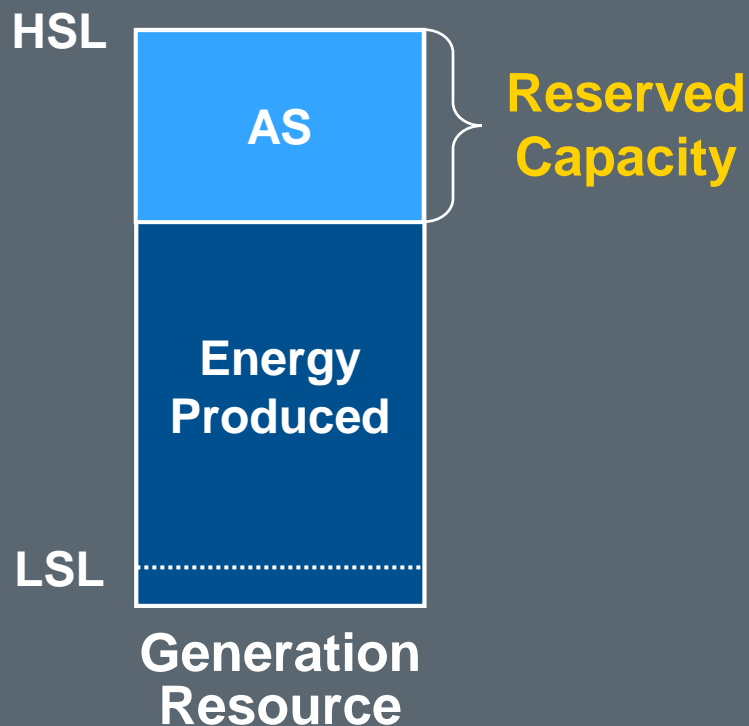 HSL
AS
Reserved
Capacity
Energy
Produced
LSL
Generation
Resource